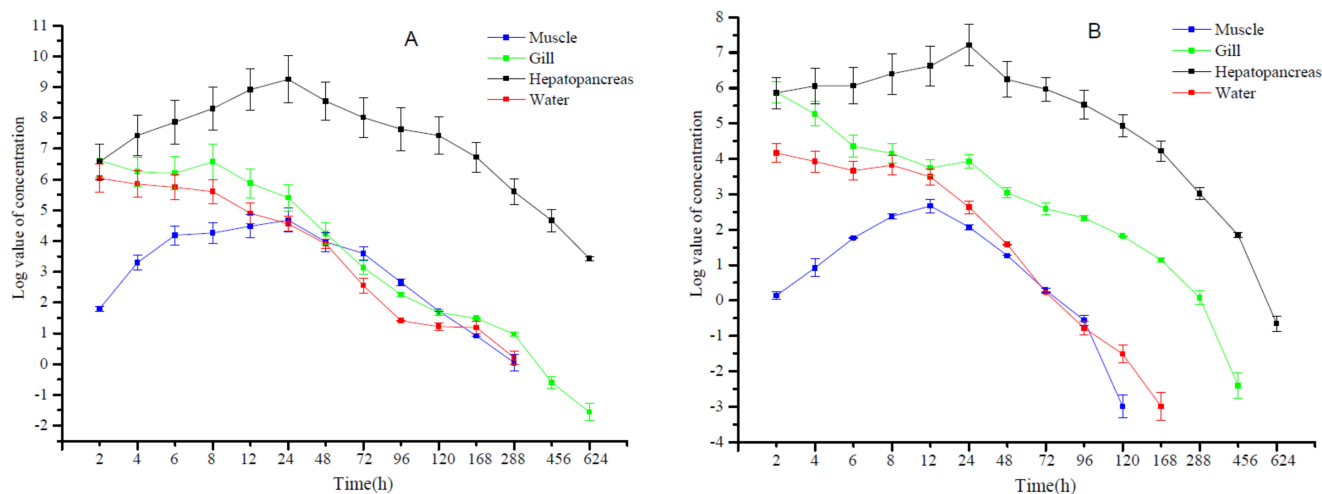 A
Muscle
Gill
Hepatopancreas
Water
Log value of concentration
11
10
9
8
7
6
5
4
3
2
1
0
-1
-2
2 4 6 8 12 24 48 72 96 120 168 288 456 624
Time(h)
B
Muscle
Gill
Hepatopancreas
Water
Log value of concentration
8
7
6
5
4
3
2
1
0
-1
-2
-3
-4
2 4 6 8 12 24 48 72 96 120 168 288 456 624
Time(h)